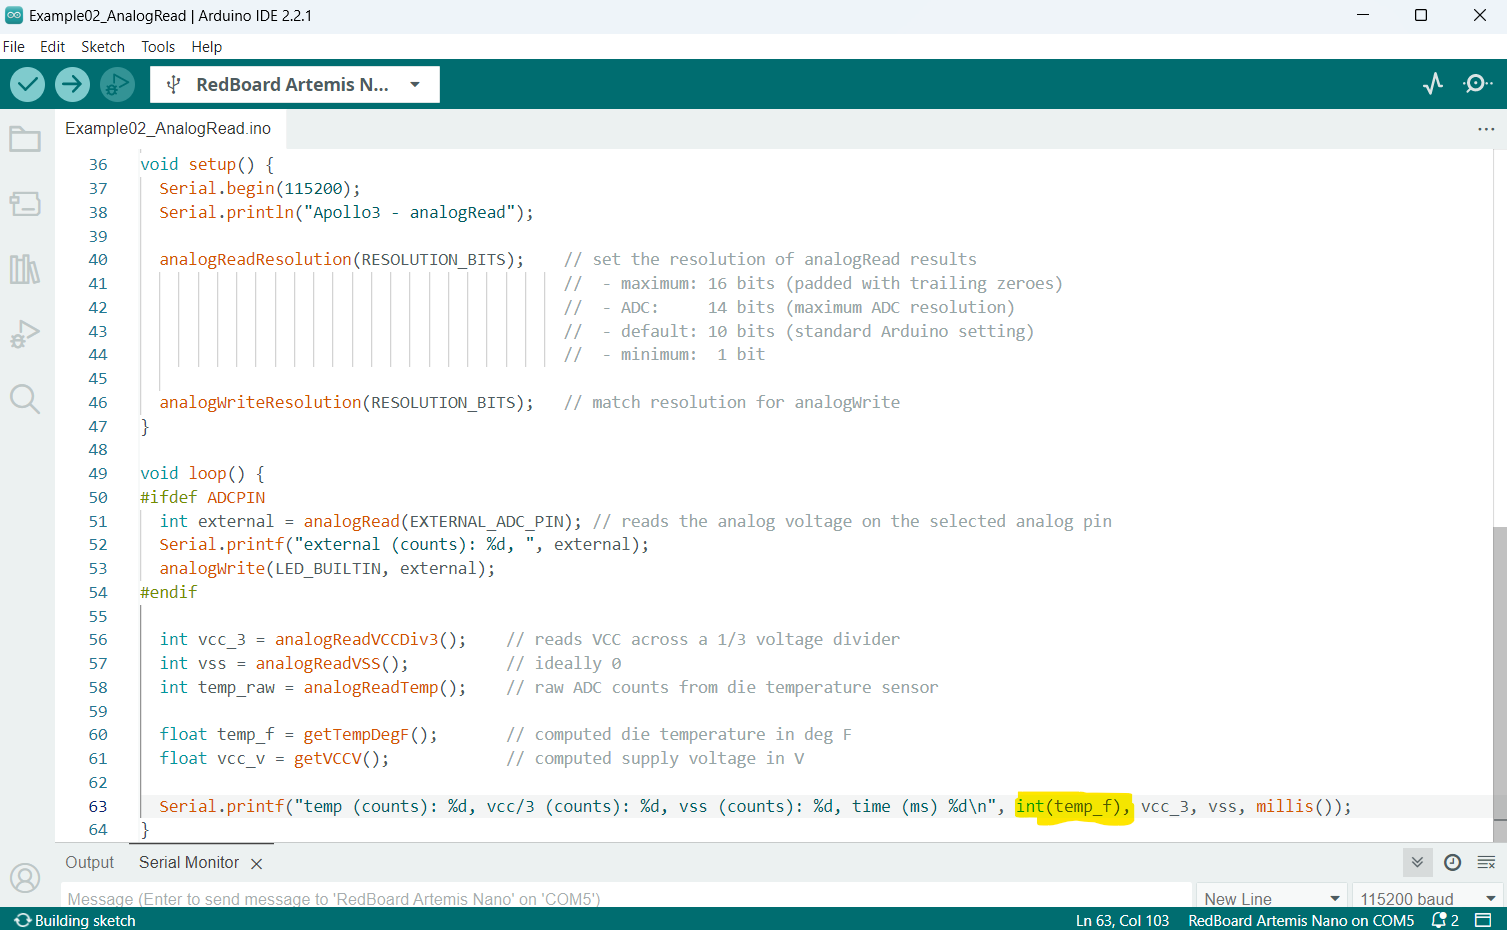 Example02_AnalogRead | Arduino IDE 2.2.1
File Edit Sketch Tools Help
RedBoard Artemis N...
Example02_AnalogRead.ino
36 void setup() {
37 Serial.begin(115200);
38 Serial.println("Apollo3 - analogRead");
39
40 analogReadResolution(RESOLUTION_BITS); // set the resolution of analogRead results
41 // - maximum: 16 bits (padded with trailing zeroes)
42 // - ADC: 14 bits (maximum ADC resolution)
43 // - default: 10 bits (standard Arduino setting)
44 // - minimum: 1 bit
45
46 analogWriteResolution(RESOLUTION_BITS); // match resolution for analogWrite
47 }
48
49 void loop() {
50 #ifdef ADCPIN
51 int external = analogRead(EXTERNAL_ADC_PIN); // reads the analog voltage on the selected analog pin
52 Serial.printf("external (counts): %d, ", external);
53 analogWrite(LED_BUILTIN, external);
54 #endif
55
56 int vcc_3 = analogReadVCCDiv3(); // reads VCC across a 1/3 voltage divider
57 int vss = analogReadVSS(); // ideally 0
58 int temp_raw = analogReadTemp(); // raw ADC counts from die temperature sensor
59
60 float temp_f = getTempDegF(); // computed die temperature in deg F
61 float vcc_v = getVCCV(); // computed supply voltage in V
62
63 Serial.printf("temp (counts): %d, vcc/3 (counts): %d, vss (counts): %d, time (ms) %d\n", int(temp_f), vcc_3, vss, millis());
64 }
Output Serial Monitor
Message (Enter to send message to 'RedBoard Artemis Nano' on 'COM5') New Line 115200 baud
Building sketch Ln 63, Col 103 RedBoard Artemis Nano on COM5 2